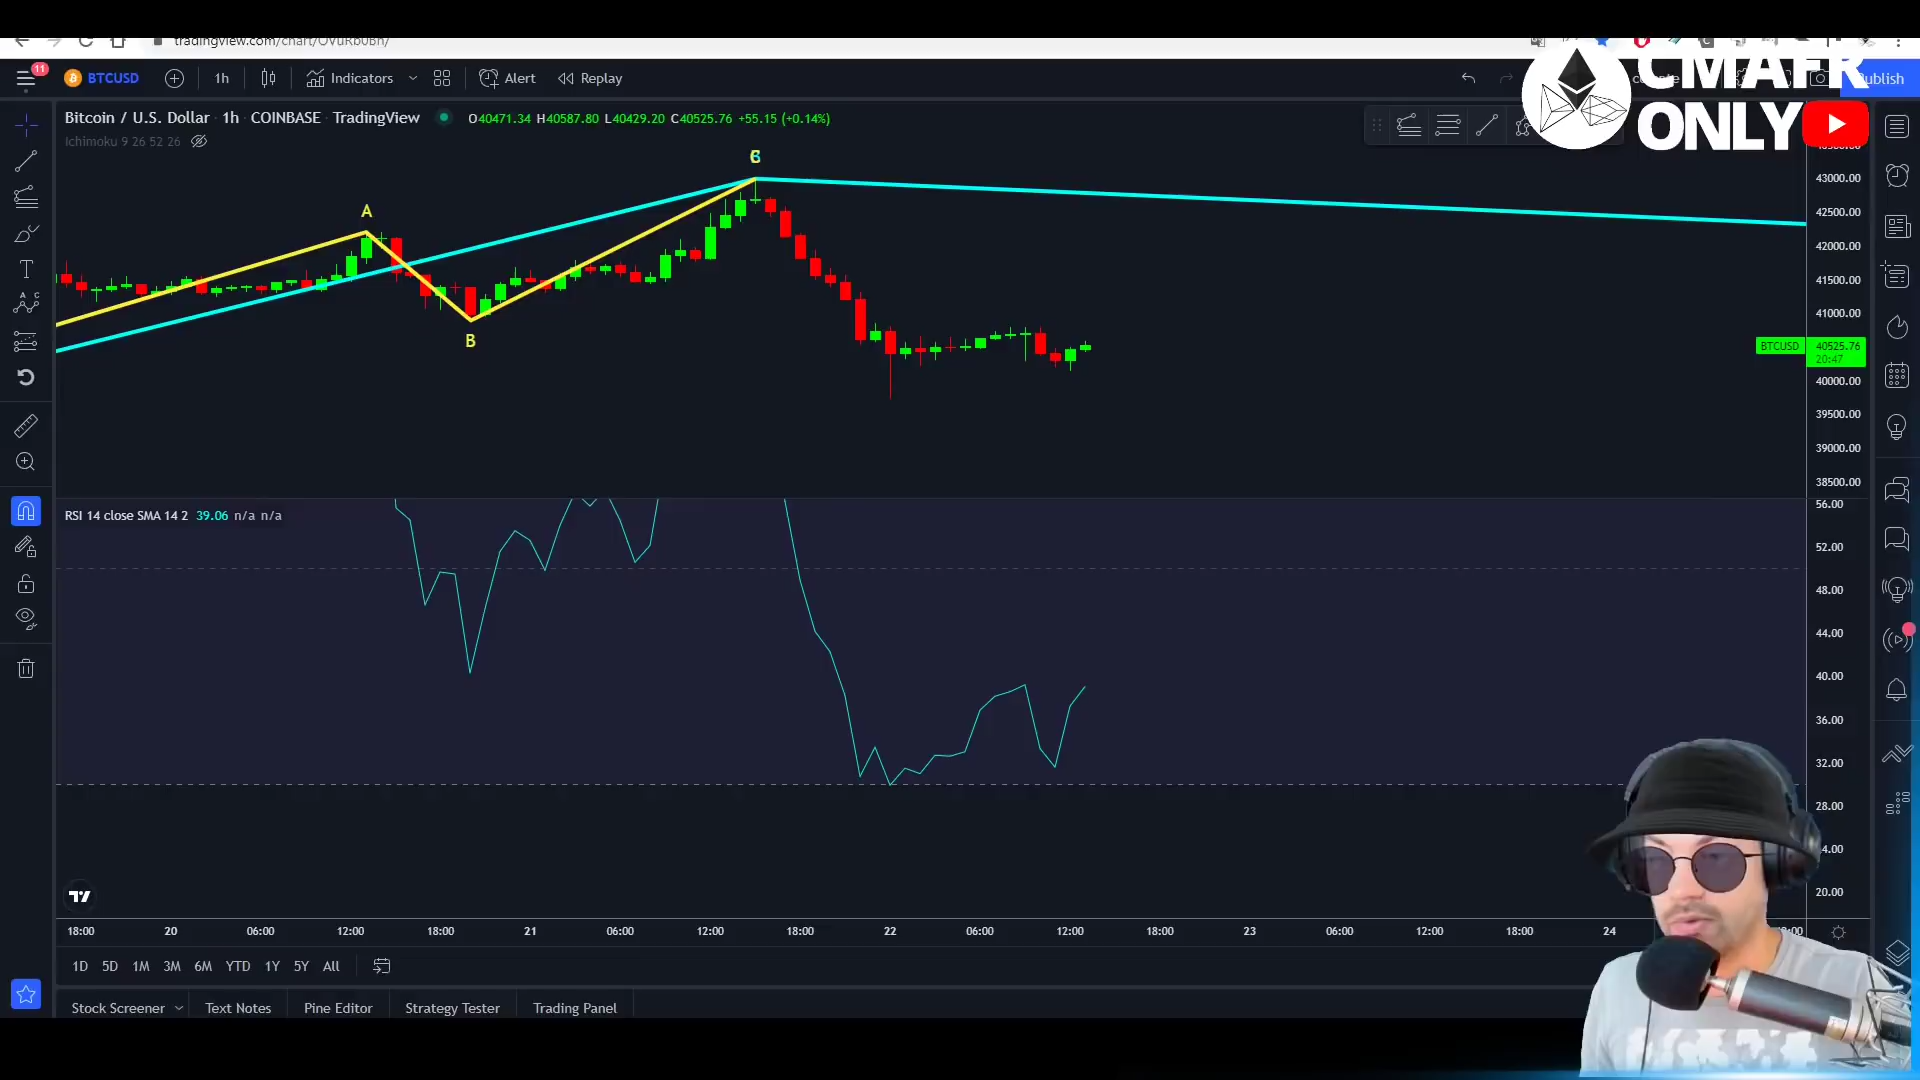 tradingview.com/chart/OVuRb0Bh/
11
BTCUSD
1h
Indicators
Alert
Replay
Publish
CMAFR
ONLY
Bitcoin / U.S. Dollar · 1h · COINBASE · TradingView
O40471.34 H40587.80 L40429.20 C40525.76 +55.15 (+0.14%)
Ichimoku 9 26 52 26
A
B
43000.00
42500.00
42000.00
41500.00
41000.00
BTCUSD
40525.76
20:47
40000.00
39500.00
39000.00
38500.00
RSI 14 close SMA 14 2 39.06 n/a n/a
56.00
52.00
48.00
44.00
40.00
36.00
32.00
28.00
20.00
18:00
20
06:00
12:00
18:00
21
06:00
12:00
18:00
22
06:00
12:00
18:00
23
06:00
12:00
18:00
24
1D
5D
1M
3M
6M
YTD
1Y
5Y
All
Stock Screener
Text Notes
Pine Editor
Strategy Tester
Trading Panel